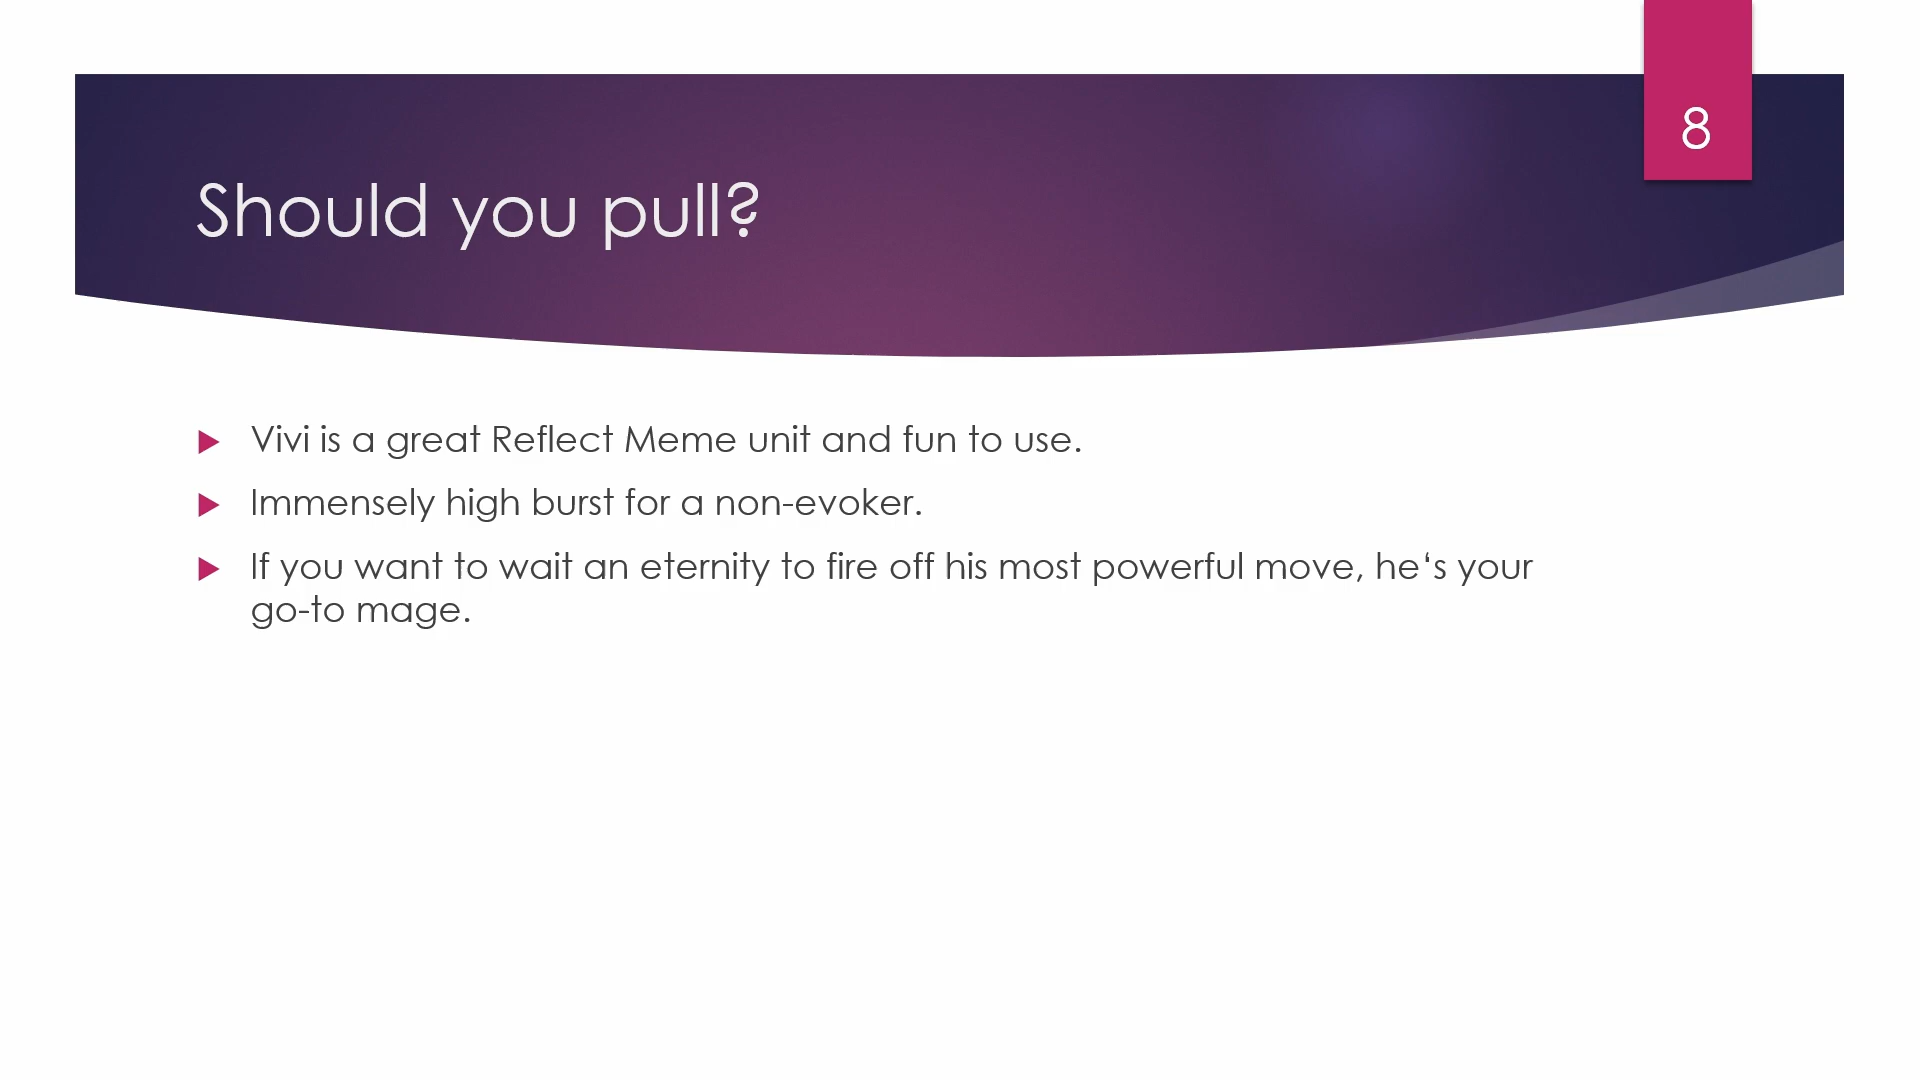 8
Should you pull?
Vivi is a great Reflect Meme unit and fun to use.
Immensely high burst for a non-evoker.
If you want to wait an eternity to fire off his most powerful move, he‘s your
go-to mage.